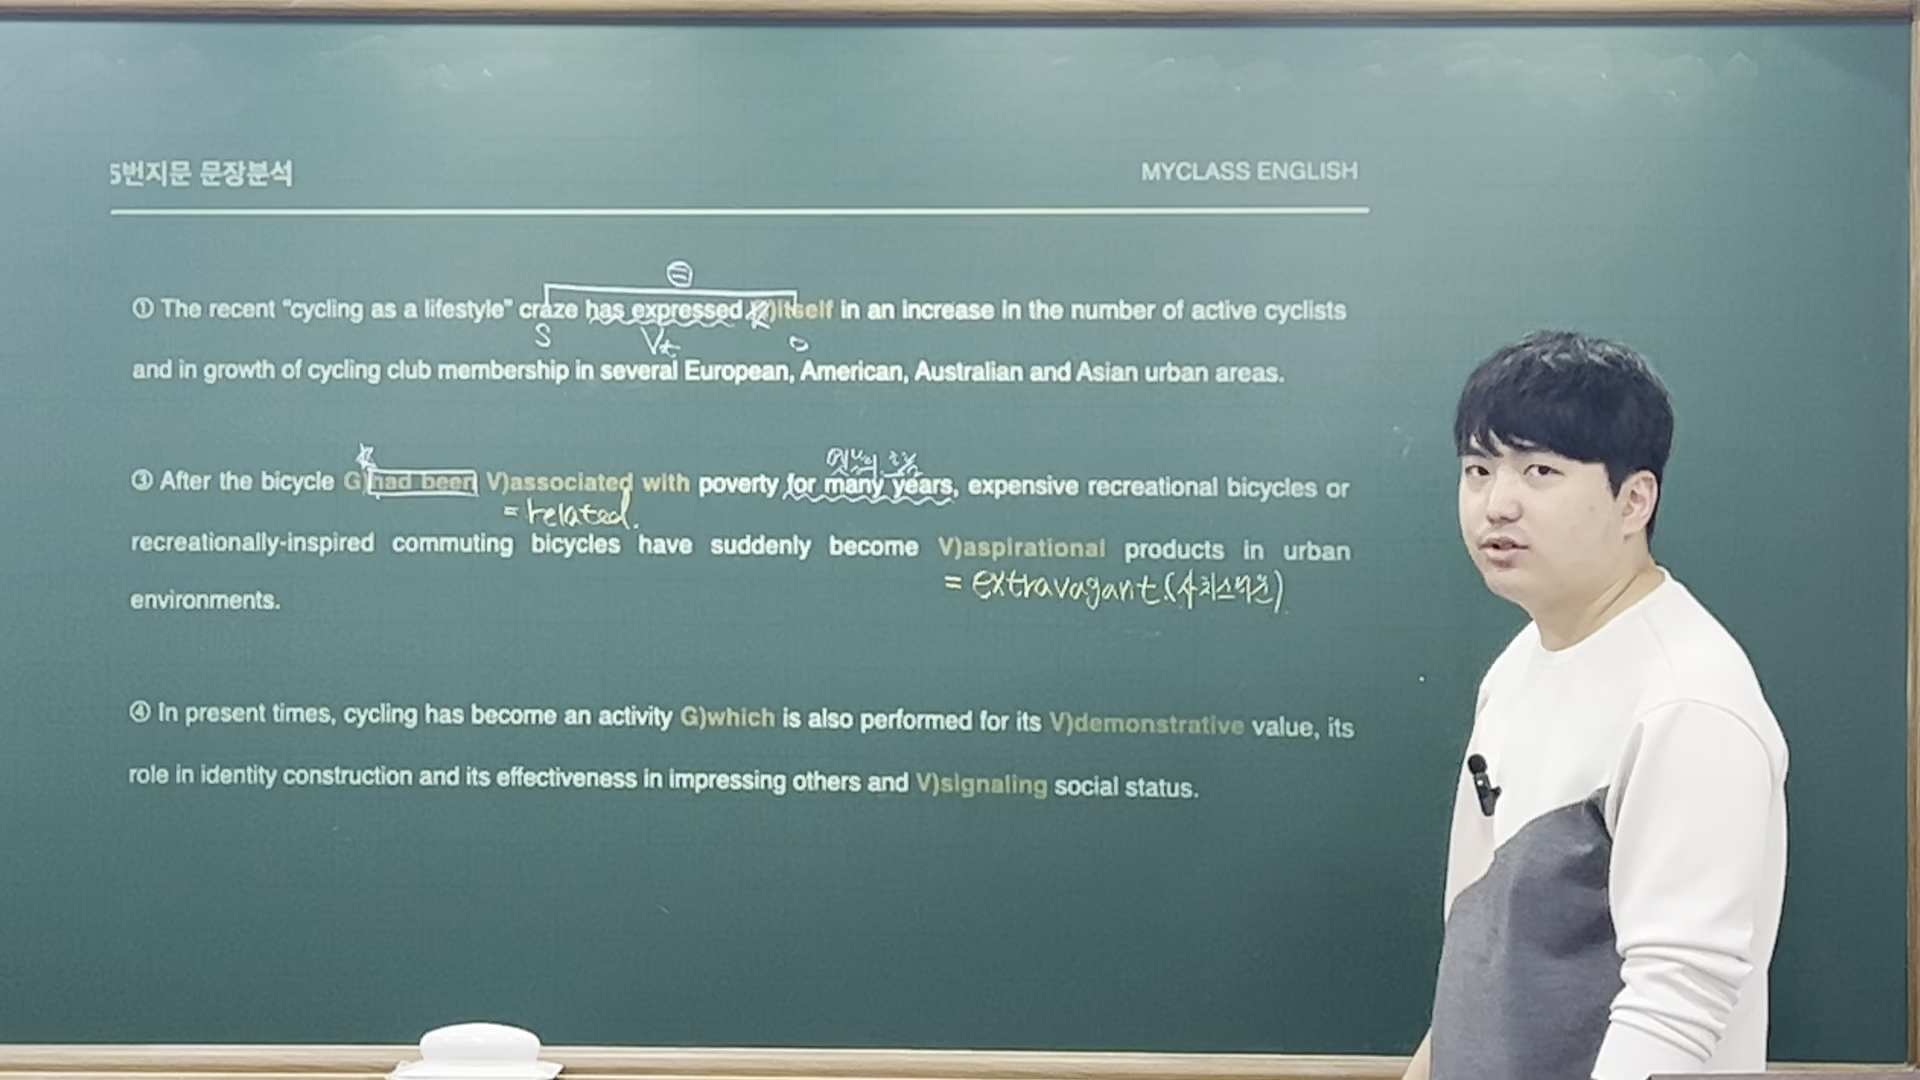 5번지문 문장분석
MYCLASS ENGLISH
=
① The recent “cycling as a lifestyle” craze has expressed itself in an increase in the number of active cyclists
S Vt o
and in growth of cycling club membership in several European, American, Australian and Asian urban areas.
③ After the bicycle G)had been V)associated with poverty for many years, expensive recreational bicycles or
= related.
recreationally-inspired commuting bicycles have suddenly become V)aspirational products in urban
= extravagant.(사치스러운)
environments.
④ In present times, cycling has become an activity G)which is also performed for its V)demonstrative value, its
role in identity construction and its effectiveness in impressing others and V)signaling social status.